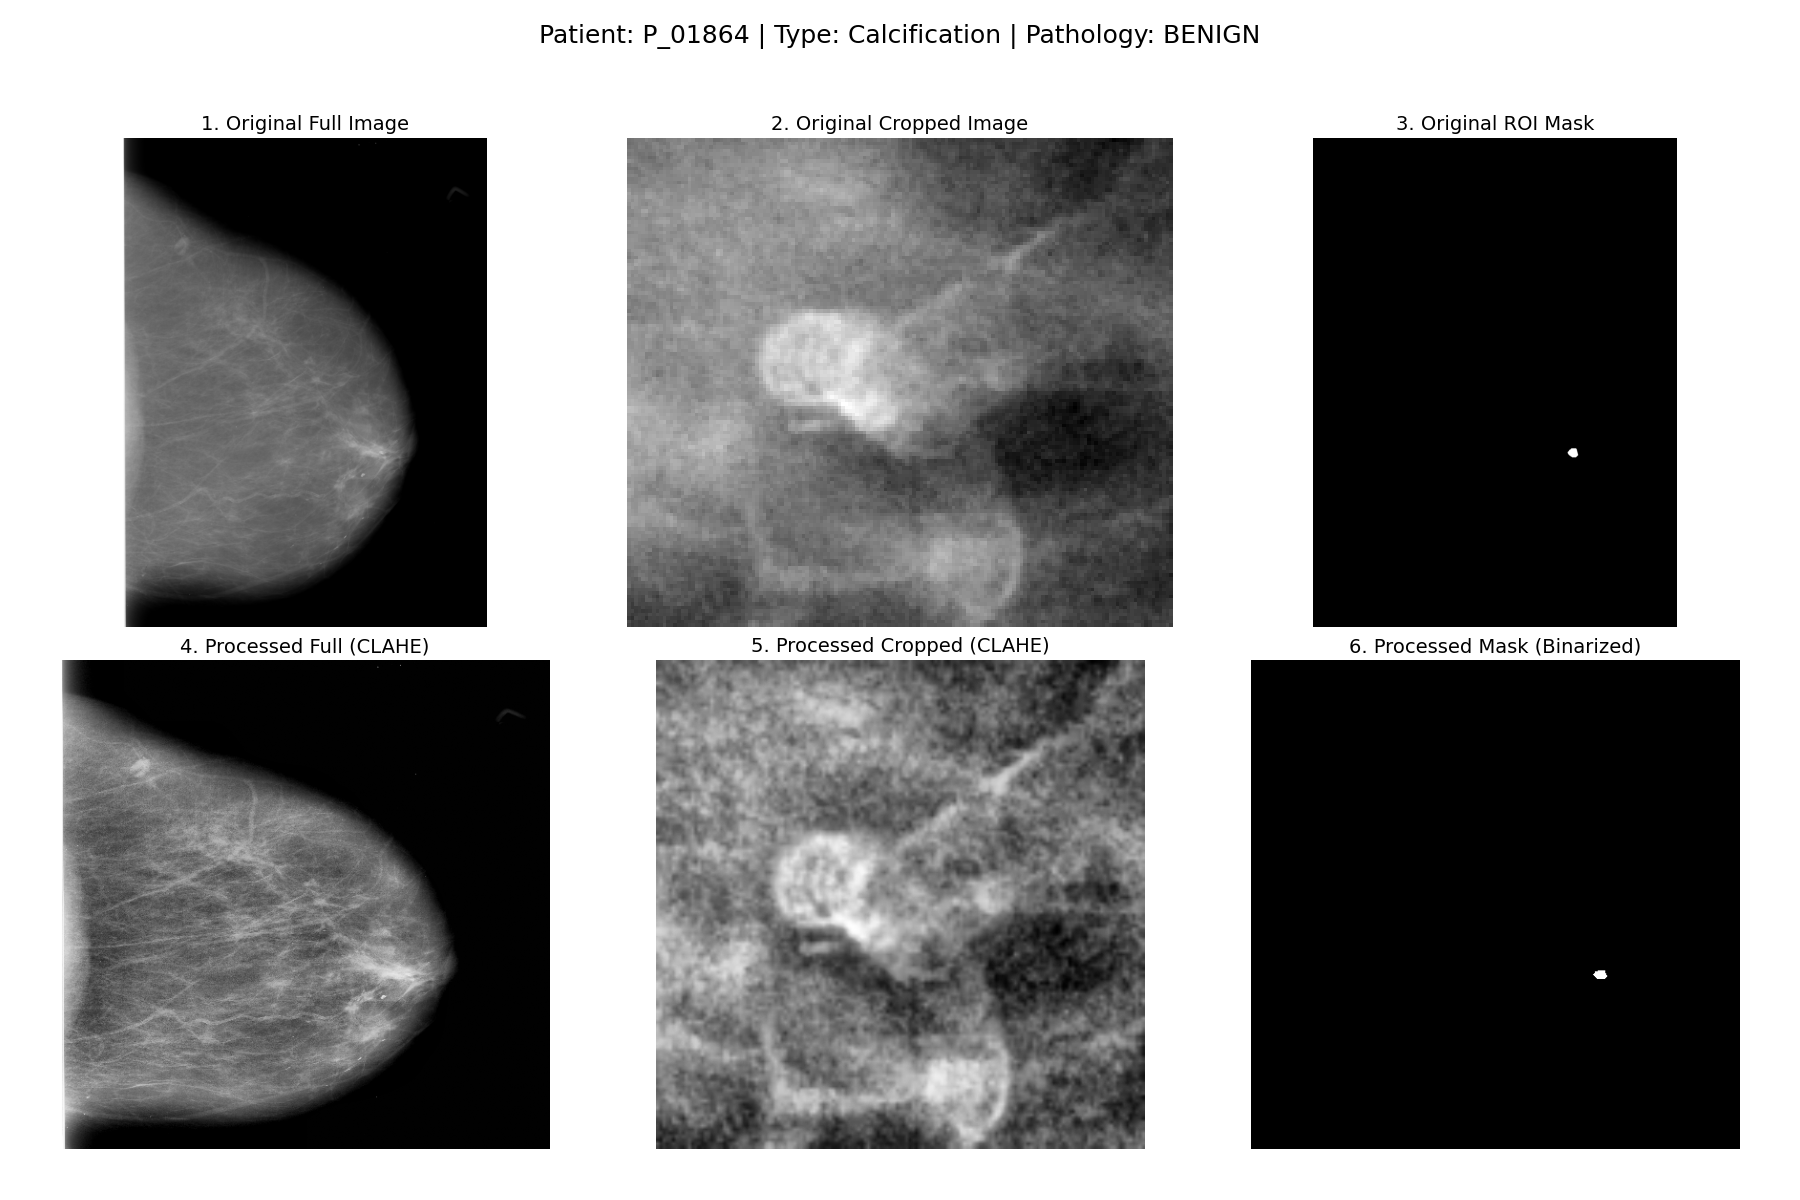 Patient: P_01864 | Type: Calcification | Pathology: BENIGN
1. Original Full Image
2. Original Cropped Image
3. Original ROI Mask
4. Processed Full (CLAHE)
5. Processed Cropped (CLAHE)
6. Processed Mask (Binarized)